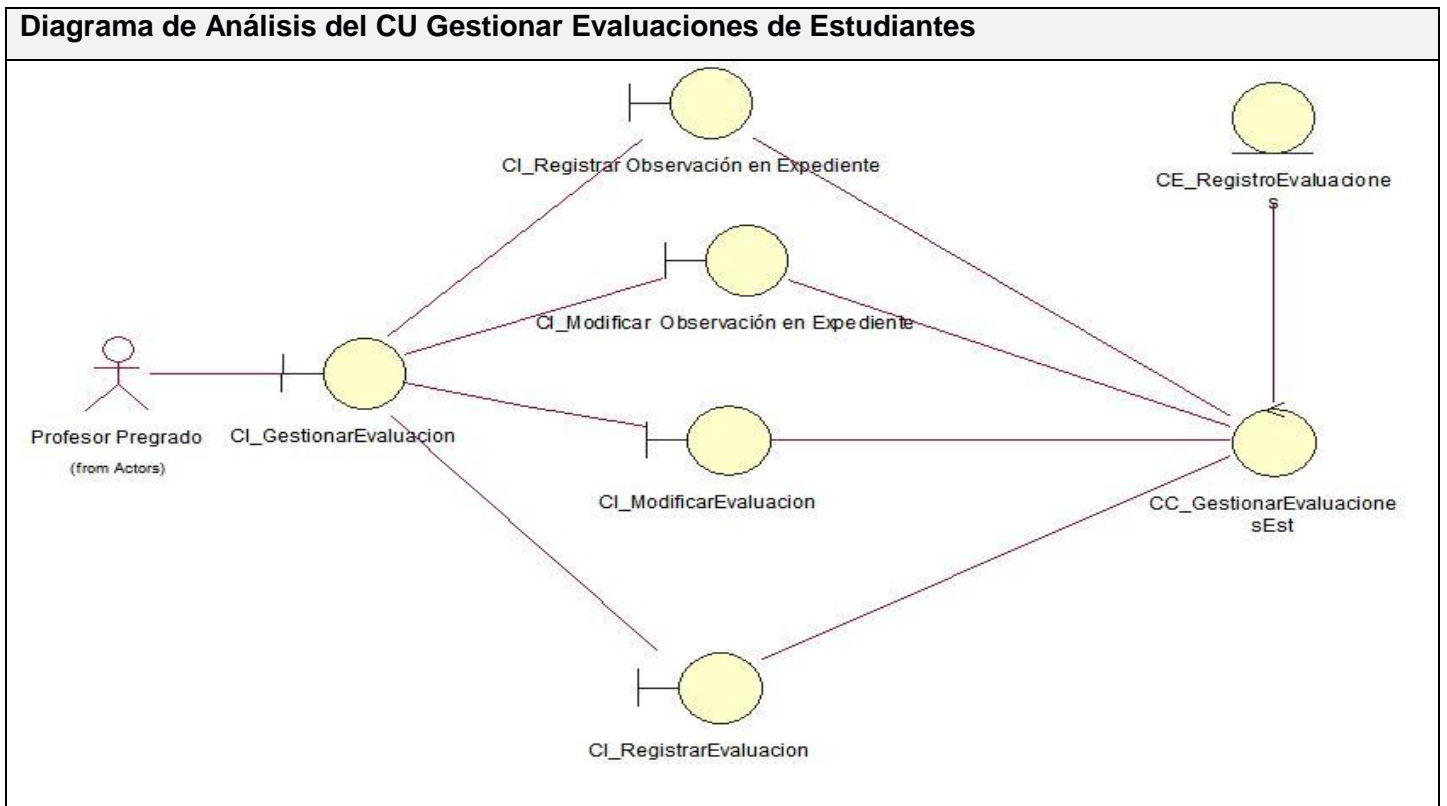 Diagrama de Análisis del CU Gestionar Evaluaciones de Estudiantes
CI_Registrar Observación en Expediente
CE_RegistroEvaluacione
s
CI_Modificar Observación en Expediente
Profesor Pregrado
(from Actors)
CI_GestionarEvaluacion
CI_ModificarEvaluacion
CC_GestionarEvaluacione
sEst
CI_RegistrarEvaluacion